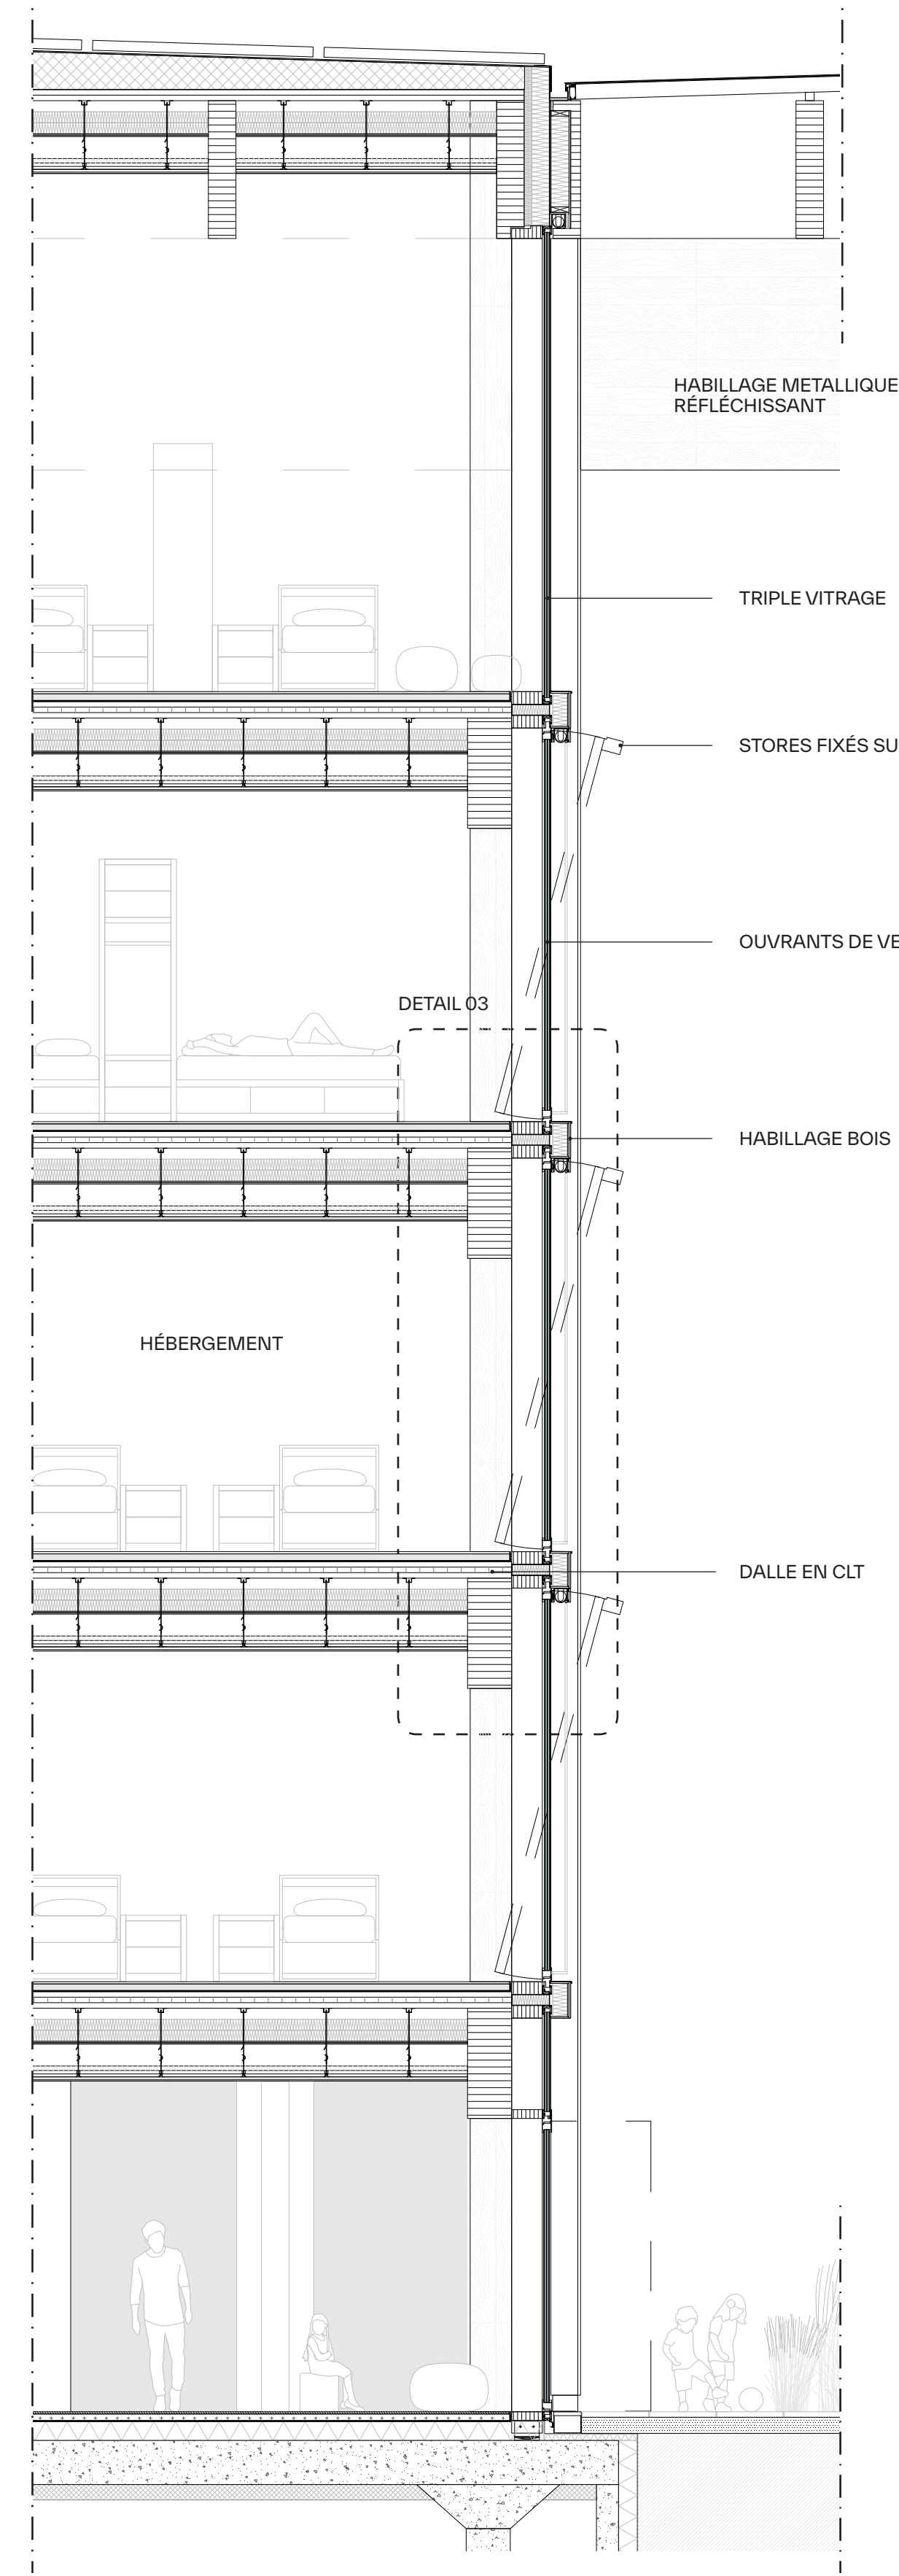 HABILLAGE METALLIQUE
RÉFLÉCHISSANT
TRIPLE VITRAGE
STORES FIXÉS SU
OUVRANTS DE VE
DETAIL 03
HABILLAGE BOIS
HÉBERGEMENT
DALLE EN CLT